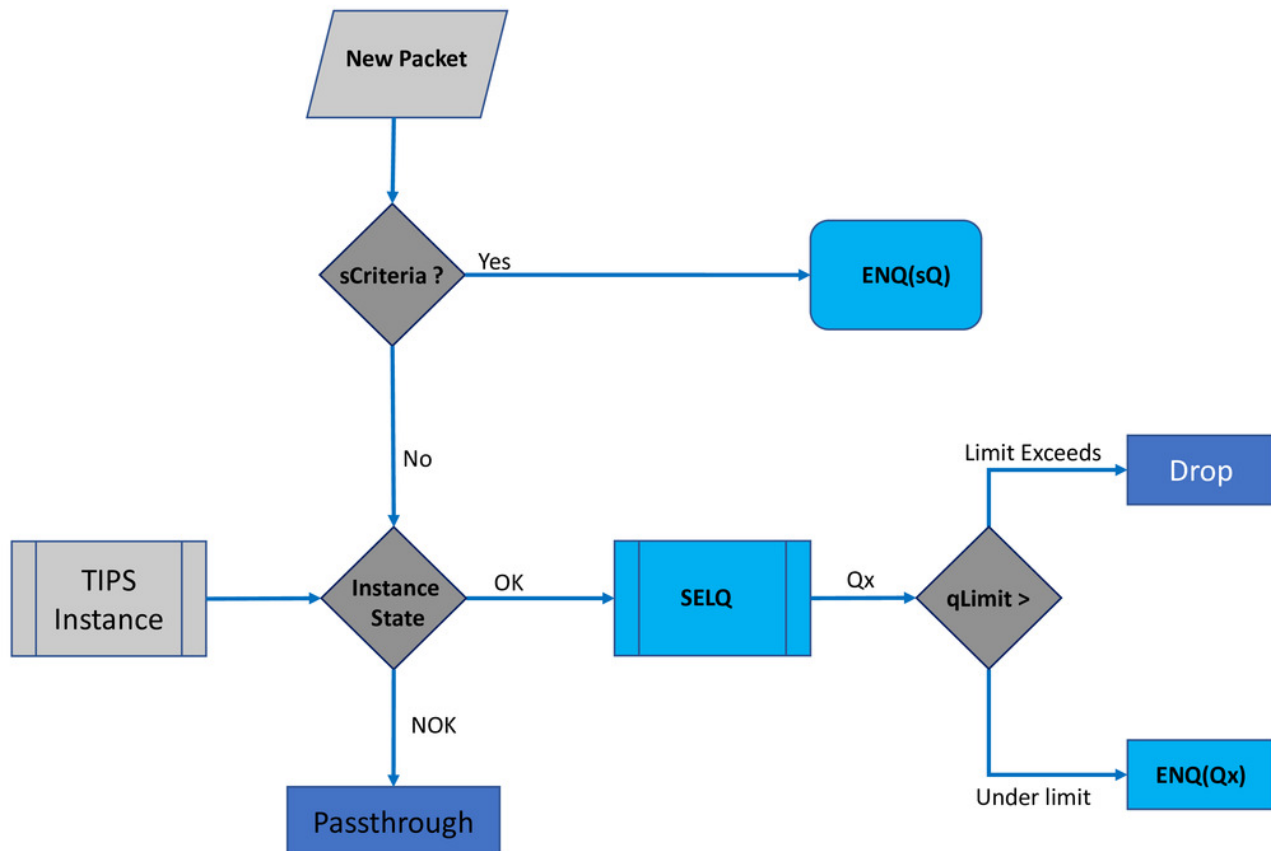 New Packet
sCriteria ?
Yes
ENQ(sQ)
No
Limit Exceeds
Drop
TIPS
Instance
Instance
State
OK
SELQ
Qx
qLimit >
NOK
Under limit
ENQ(Qx)
Passthrough